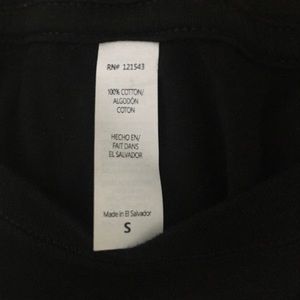 RN# 121543
100% COTTON/
ALGODÓN
COTON
HECHO EN/
FAIT DANS
EL SALVADOR
Made in El Salvador
S